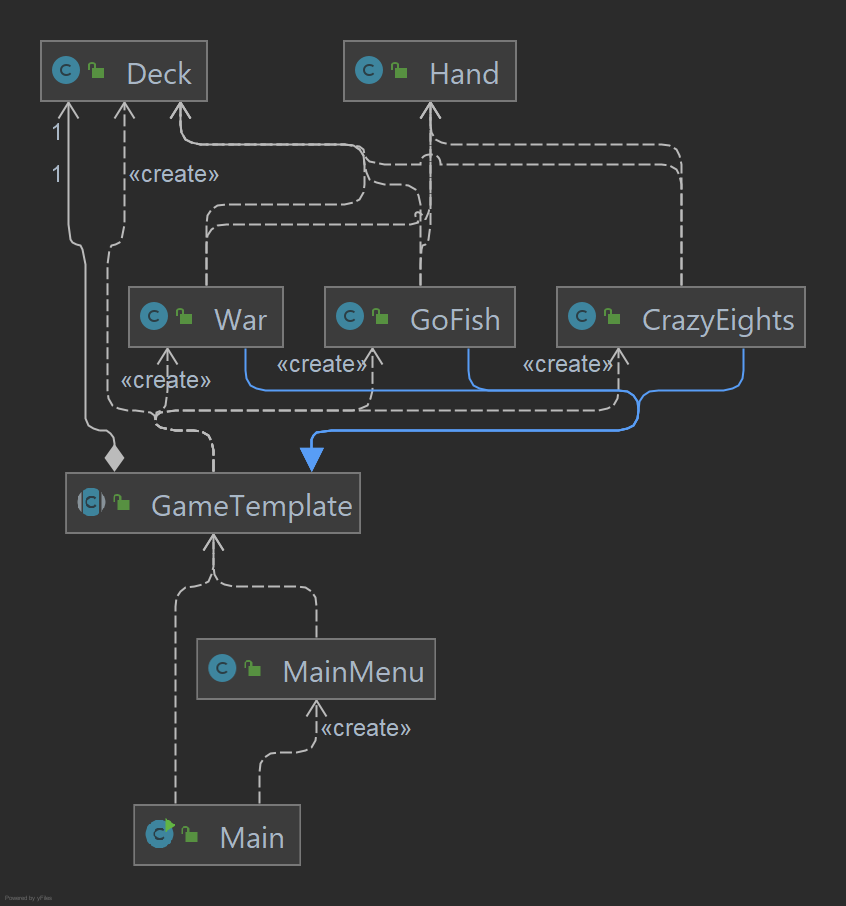 Deck
Hand
1
1
«create»
War
GoFish
CrazyEights
«create»
«create»
«create»
GameTemplate
MainMenu
«create»
Main
Powered by yFiles